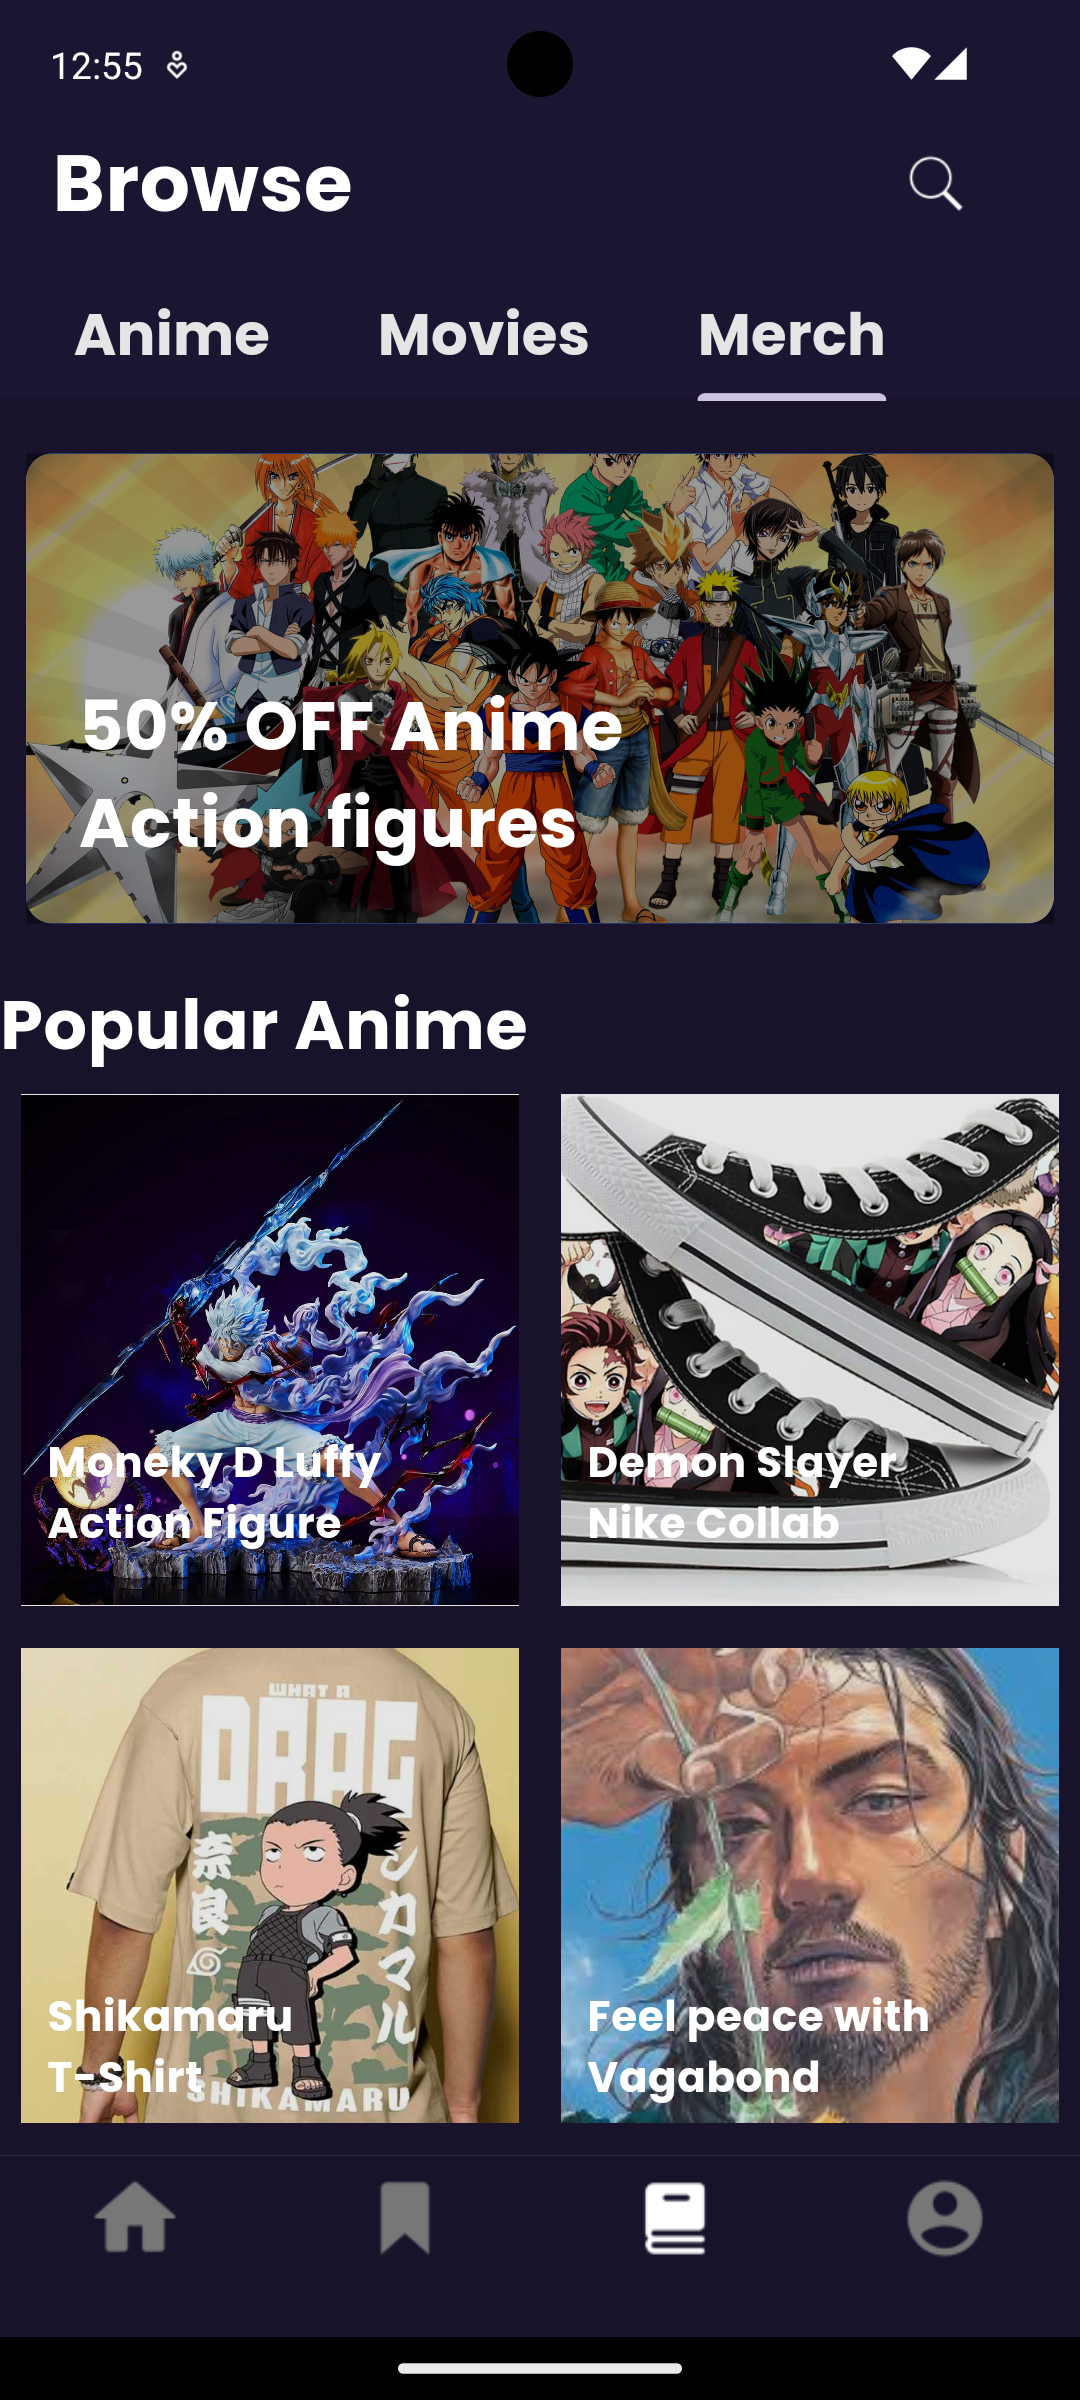 12:55
Browse
Anime Movies Merch
50% OFF Anime
Action figures
Popular Anime
Moneky D Luffy
Action Figure
Demon Slayer
Nike Collab
WHAT A
DRAG
奈良
シカマル
SHIKAMARU
Shikamaru
T-Shirt
Feel peace with
Vagabond